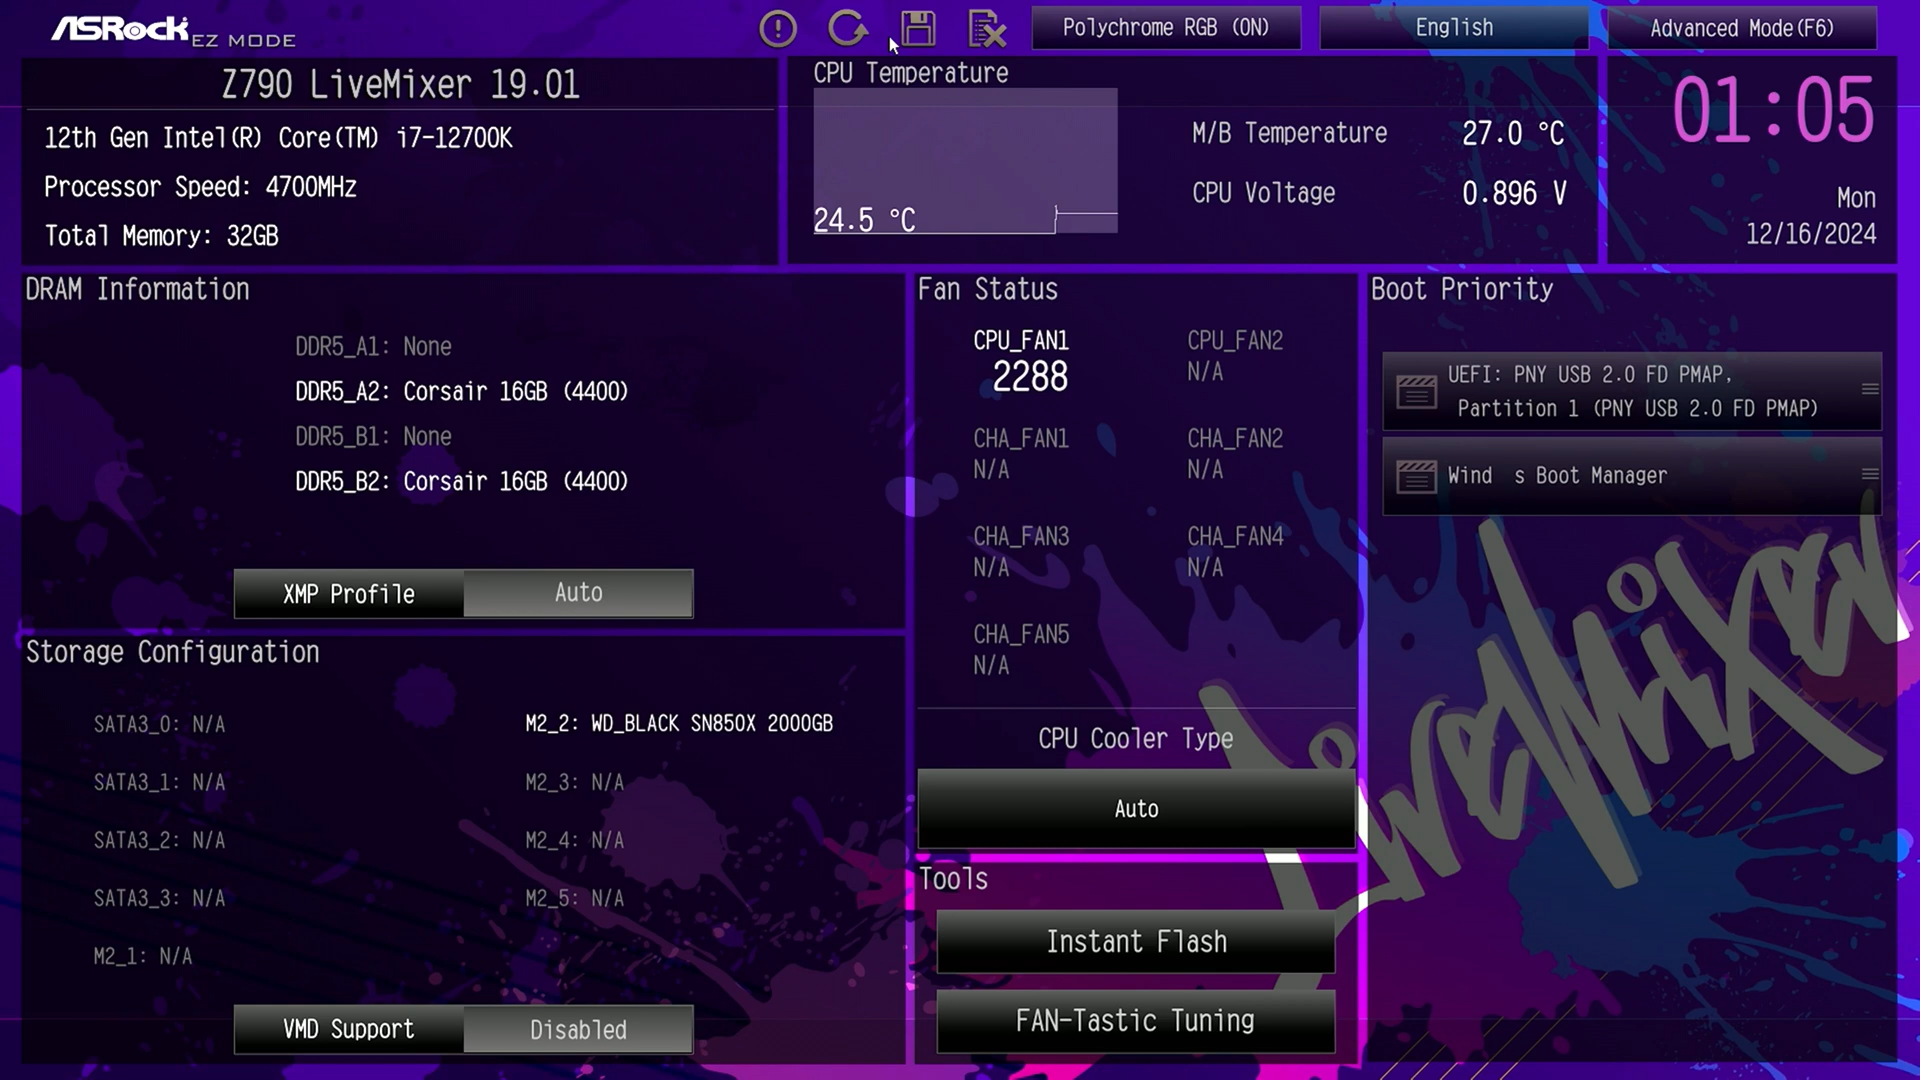 ASRock EZ MODE
Polychrome RGB (ON)
English
Advanced Mode(F6)
Z790 LiveMixer 19.01
12th Gen Intel(R) Core(TM) i7-12700K
Processor Speed: 4700MHz
Total Memory: 32GB
CPU Temperature
24.5 °C
M/B Temperature 27.0 °C
CPU Voltage 0.896 V
01:05
Mon
12/16/2024
DRAM Information
DDR5_A1: None
DDR5_A2: Corsair 16GB (4400)
DDR5_B1: None
DDR5_B2: Corsair 16GB (4400)
XMP Profile Auto
Storage Configuration
SATA3_0: N/A
SATA3_1: N/A
SATA3_2: N/A
SATA3_3: N/A
M2_1: N/A
M2_2: WD_BLACK SN850X 2000GB
M2_3: N/A
M2_4: N/A
M2_5: N/A
VMD Support Disabled
Fan Status
CPU_FAN1 CPU_FAN2
2288 N/A
CHA_FAN1 CHA_FAN2
N/A N/A
CHA_FAN3 CHA_FAN4
N/A N/A
CHA_FAN5
N/A
CPU Cooler Type
Auto
Tools
Instant Flash
FAN-Tastic Tuning
Boot Priority
UEFI: PNY USB 2.0 FD PMAP,
Partition 1 (PNY USB 2.0 FD PMAP)
Wind s Boot Manager
LiveMixer